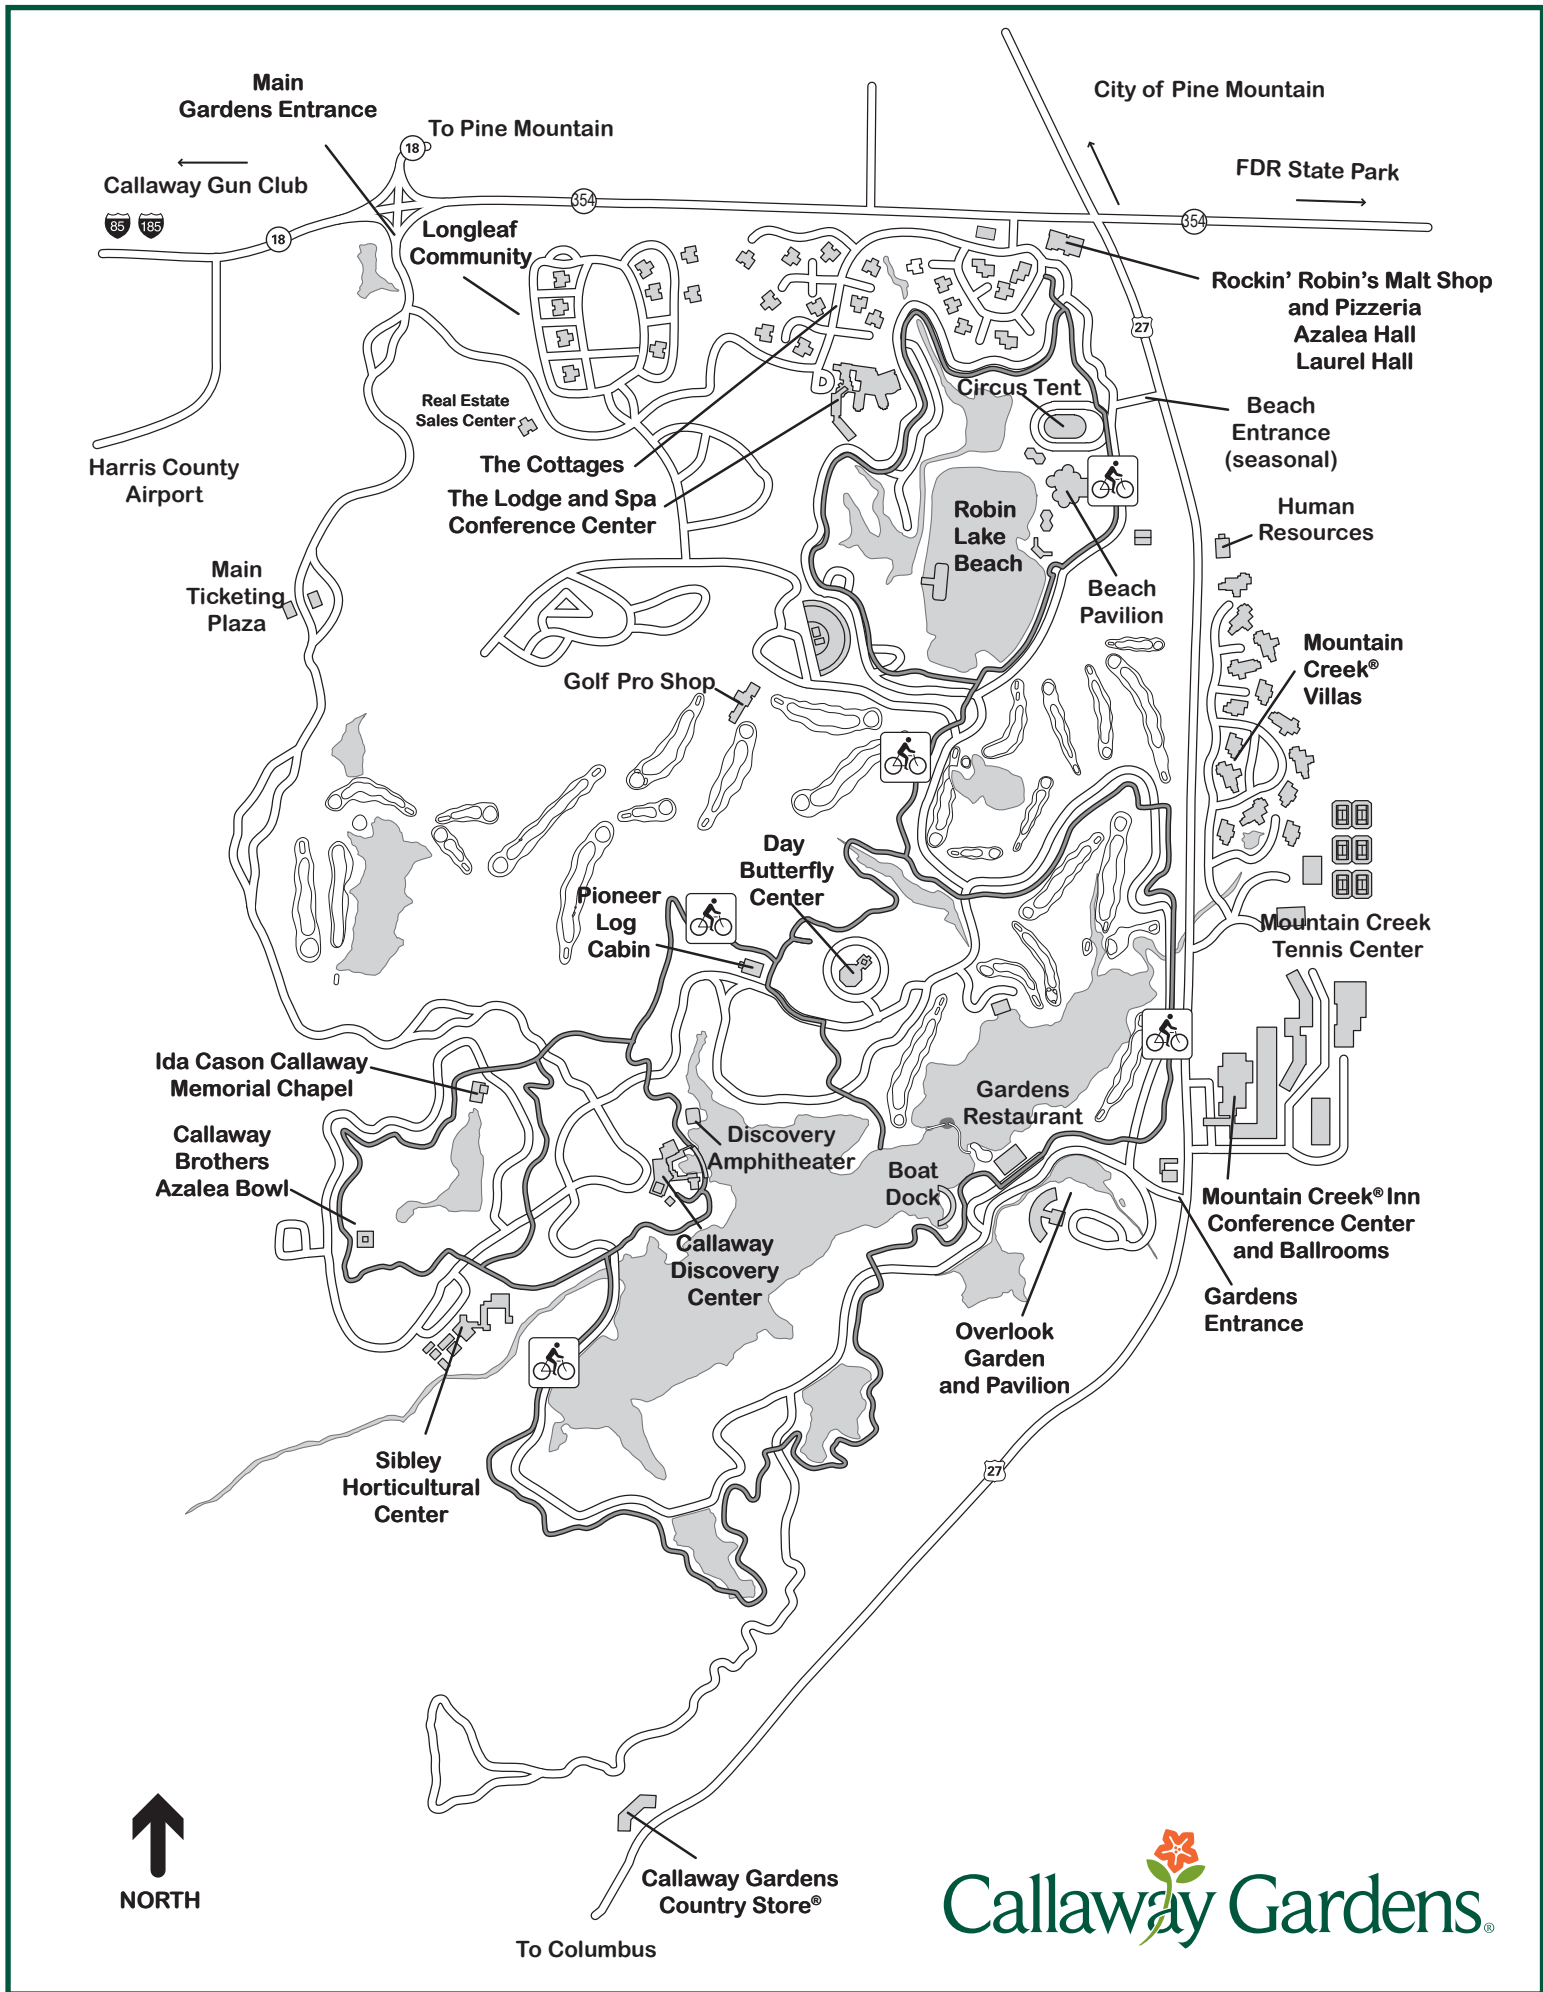 Main
Gardens Entrance
To Pine Mountain
18
City of Pine Mountain
FDR State Park
Callaway Gun Club
85
185
18
354
354
Longleaf
Community
Rockin' Robin's Malt Shop
and Pizzeria
Azalea Hall
Laurel Hall
27
Circus Tent
Real Estate
Sales Center
Beach
Entrance
(seasonal)
Harris County
Airport
The Cottages
The Lodge and Spa
Conference Center
Robin
Lake
Beach
Human
Resources
Main
Ticketing
Plaza
Beach
Pavilion
Mountain
Creek®
Villas
Golf Pro Shop
Day
Butterfly
Center
Pioneer
Log
Cabin
Mountain Creek
Tennis Center
Ida Cason Callaway
Memorial Chapel
Gardens
Restaurant
Callaway
Brothers
Azalea Bowl
Discovery
Amphitheater
Boat
Dock
Mountain Creek® Inn
Conference Center
and Ballrooms
Callaway
Discovery
Center
Gardens
Entrance
Overlook
Garden
and Pavilion
Sibley
Horticultural
Center
27
NORTH
Callaway Gardens
Country Store®
To Columbus
Callaway Gardens®